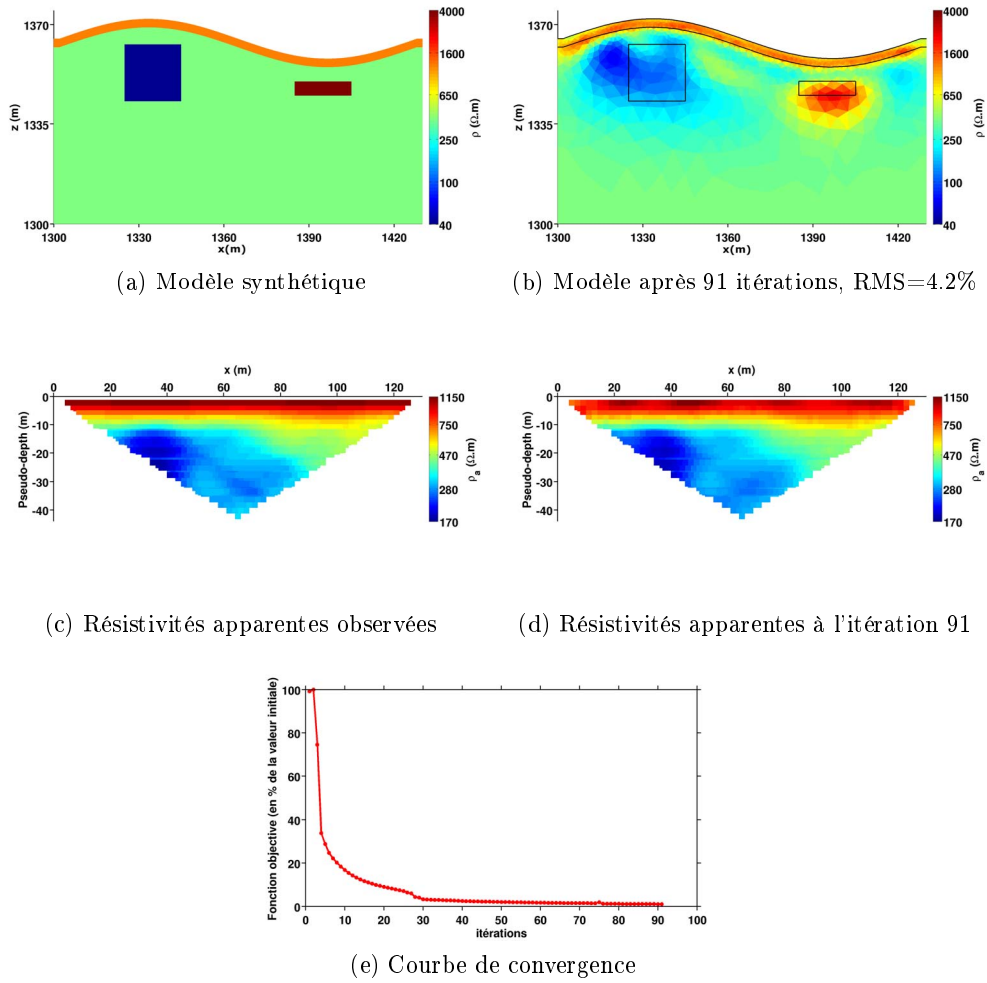 1370
1335
1300
z (m)
1300 1330 1360 1390 1420
x(m)
4000
1600
650
250
100
40
ρ (Ω.m)
(a) Modèle synthétique
1370
1335
1300
z (m)
1300 1330 1360 1390 1420
x(m)
4000
1600
650
250
100
40
ρ (Ω.m)
(b) Modèle après 91 itérations, RMS=4.2%
x (m)
0 20 40 60 80 100 120
0
-10
-20
-30
-40
Pseudo-depth (m)
1150
750
470
280
170
ρa (Ω.m)
(c) Résistivités apparentes observées
x (m)
0 20 40 60 80 100 120
0
-10
-20
-30
-40
Pseudo-depth (m)
1150
750
470
280
170
ρa (Ω.m)
(d) Résistivités apparentes à l'itération 91
Fonction objective (en % de la valeur initiale)
100
80
60
40
20
0
0 10 20 30 40 50 60 70 80 90 100
itérations
(e) Courbe de convergence